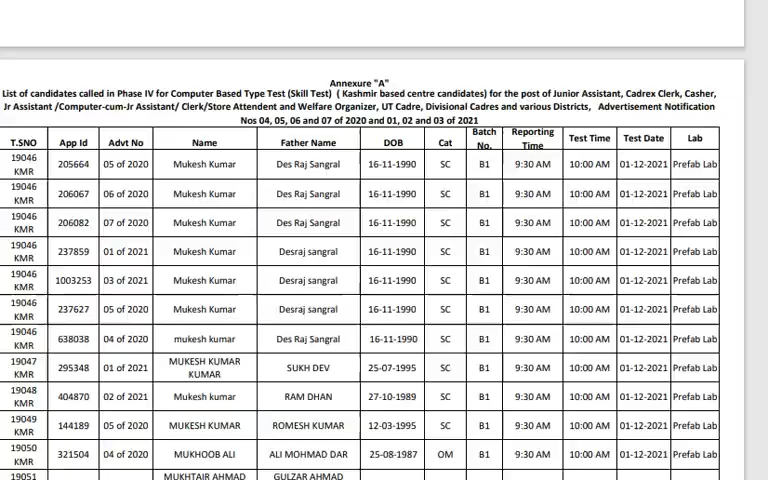 Annexure "A"
List of candidates called in Phase IV for Computer Based Type Test (Skill Test) ( Kashmir based centre candidates) for the post of Junior Assistant, Cadrex Clerk, Casher,
Jr Assistant /Computer-cum-Jr Assistant/ Clerk/Store Attendent and Welfare Organizer, UT Cadre, Divisional Cadres and various Districts, Advertisement Notification
Nos 04, 05, 06 and 07 of 2020 and 01, 02 and 03 of 2021
T.SNO App Id Advt No Name Father Name DOB Cat Batch No. Reporting Time Test Time Test Date Lab
19046 KMR 205664 05 of 2020 Mukesh Kumar Des Raj Sangral 16-11-1990 SC B1 9:30 AM 10:00 AM 01-12-2021 Prefab Lab
19046 KMR 206067 06 of 2020 Mukesh Kumar Des Raj Sangral 16-11-1990 SC B1 9:30 AM 10:00 AM 01-12-2021 Prefab Lab
19046 KMR 206082 07 of 2020 Mukesh Kumar Des Raj Sangral 16-11-1990 SC B1 9:30 AM 10:00 AM 01-12-2021 Prefab Lab
19046 KMR 237859 01 of 2021 Mukesh Kumar Desraj sangral 16-11-1990 SC B1 9:30 AM 10:00 AM 01-12-2021 Prefab Lab
19046 KMR 1003253 03 of 2021 Mukesh Kumar Desraj sangral 16-11-1990 SC B1 9:30 AM 10:00 AM 01-12-2021 Prefab Lab
19046 KMR 237627 05 of 2020 Mukesh Kumar Desraj sangral 16-11-1990 SC B1 9:30 AM 10:00 AM 01-12-2021 Prefab Lab
19046 KMR 638038 04 of 2020 mukesh kumar Des Raj Sangral 16-11-1990 SC B1 9:30 AM 10:00 AM 01-12-2021 Prefab Lab
19047 KMR 295348 01 of 2021 MUKESH KUMAR KUMAR SUKH DEV 25-07-1995 SC B1 9:30 AM 10:00 AM 01-12-2021 Prefab Lab
19048 KMR 404870 02 of 2021 Mukesh kumar RAM DHAN 27-10-1989 SC B1 9:30 AM 10:00 AM 01-12-2021 Prefab Lab
19049 KMR 144189 05 of 2020 MUKESH KUMAR ROMESH KUMAR 12-03-1995 SC B1 9:30 AM 10:00 AM 01-12-2021 Prefab Lab
19050 KMR 321504 04 of 2020 MUKHOOB ALI ALI MOHMAD DAR 25-08-1987 OM B1 9:30 AM 10:00 AM 01-12-2021 Prefab Lab
19051 MUKHTAIR AHMAD GULZAR AHMAD